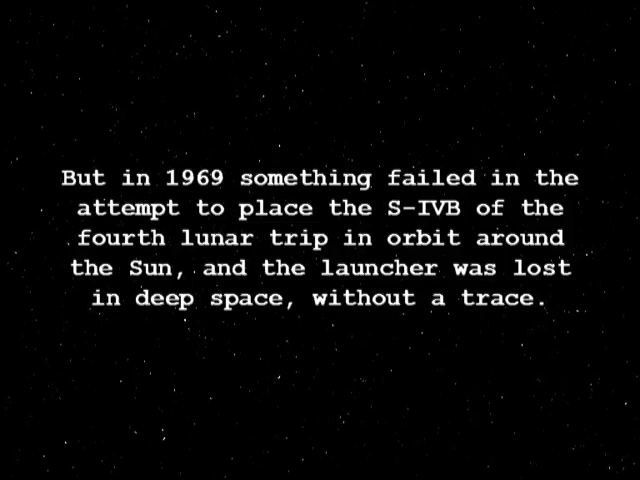 But in 1969 something failed in the
attempt to place the S-IVB of the
fourth lunar trip in orbit around
the Sun, and the launcher was lost
in deep space, without a trace.